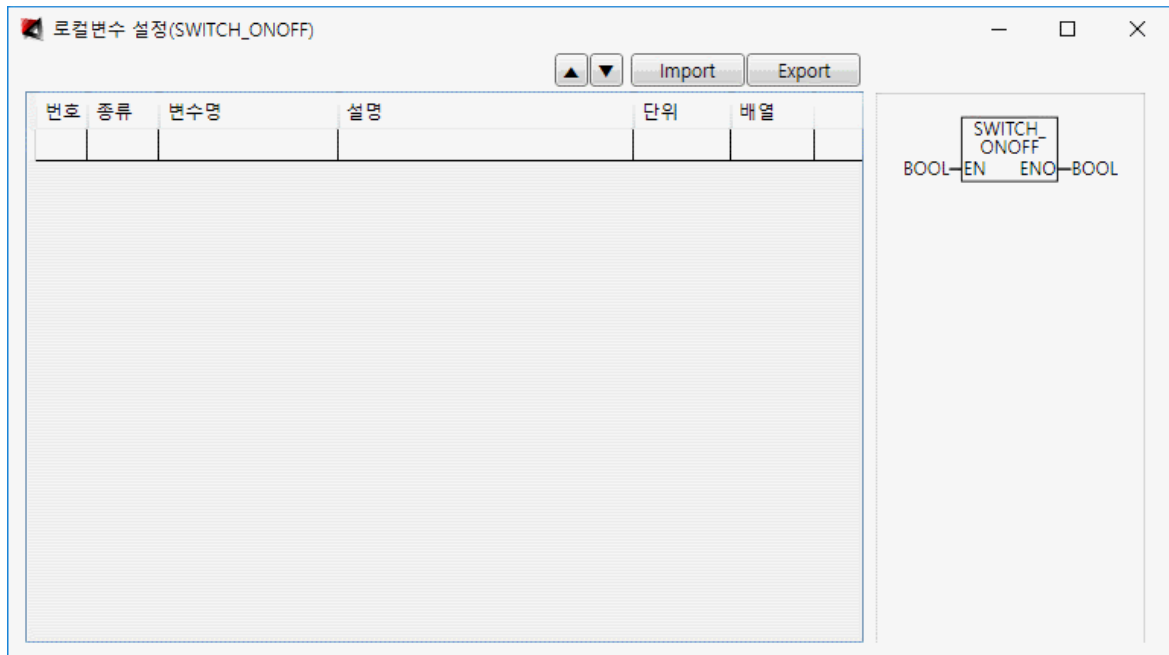 로컬변수 설정(SWITCH_ONOFF)
▲ ▼ Import Export
번호 종류 변수명 설명 단위 배열
SWITCH_
ONOFF
BOOL EN ENO BOOL